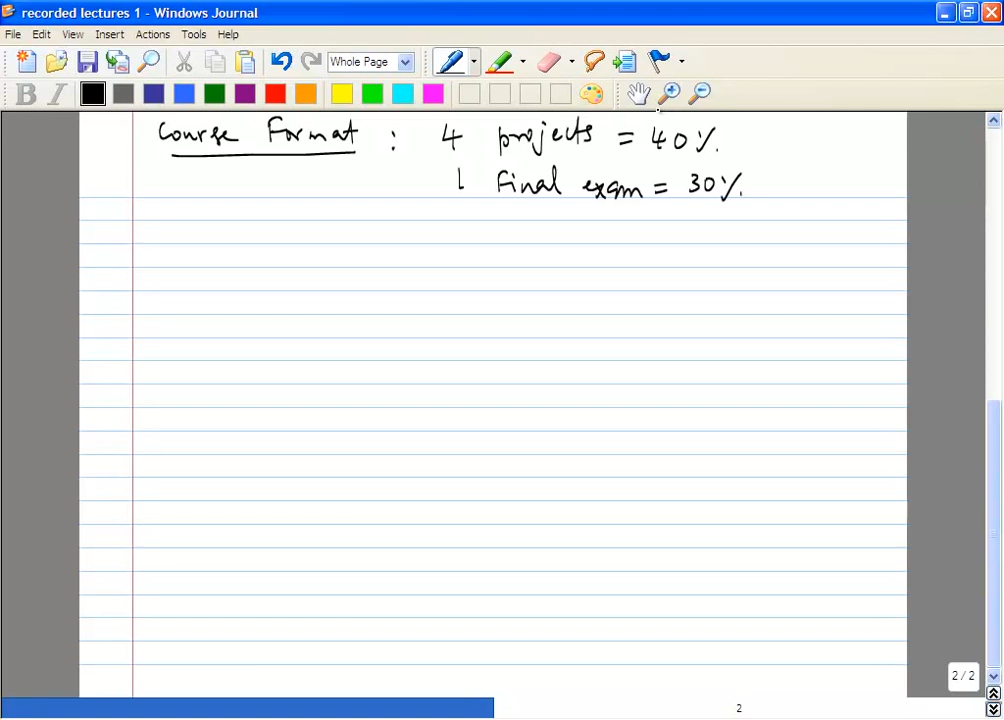 recorded lectures 1 - Windows Journal
File Edit View Insert Actions Tools Help
Whole Page
B I
Course Format : 4 projects = 40%.
1 Final exam = 30%.
2/2
2